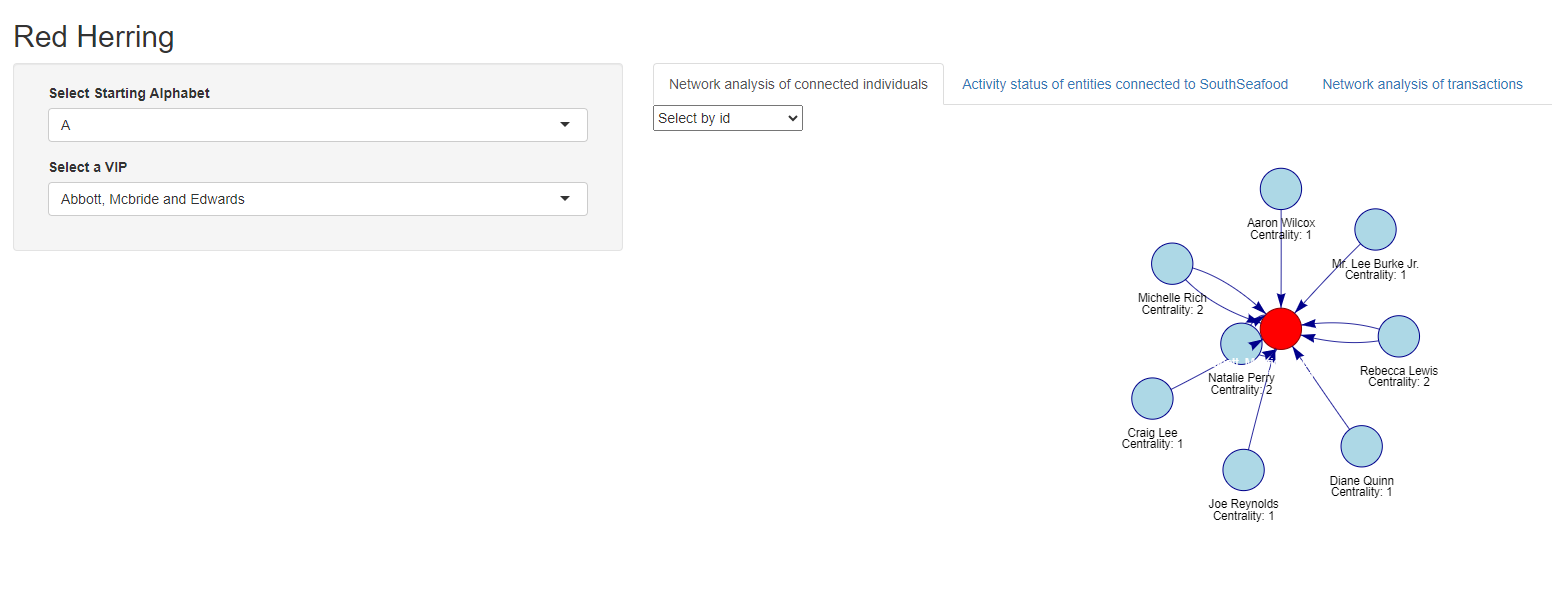 Red Herring
Select Starting Alphabet
A
Select a VIP
Abbott, Mcbride and Edwards
Network analysis of connected individuals
Activity status of entities connected to SouthSeafood
Network analysis of transactions
Select by id
Aaron Wilcox
Centrality: 1
Mr. Lee Burke Jr.
Centrality: 1
Michelle Rich
Centrality: 2
Rebecca Lewis
Centrality: 2
Natalie Perry
Centrality: 2
Craig Lee
Centrality: 1
Diane Quinn
Centrality: 1
Joe Reynolds
Centrality: 1